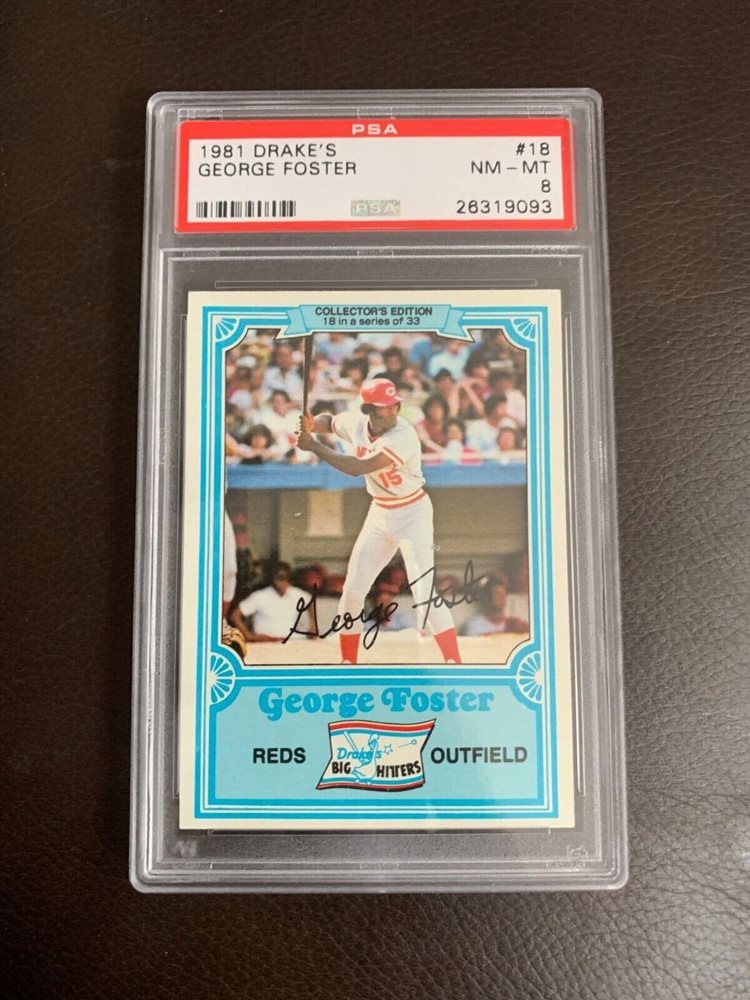 PSA
1981 DRAKE'S #18
GEORGE FOSTER NM - MT
8
PSA 26319093
COLLECTOR'S EDITION
18 in a series of 33
15
George Foster
George Foster
REDS Drake's OUTFIELD
BIG HITTERS